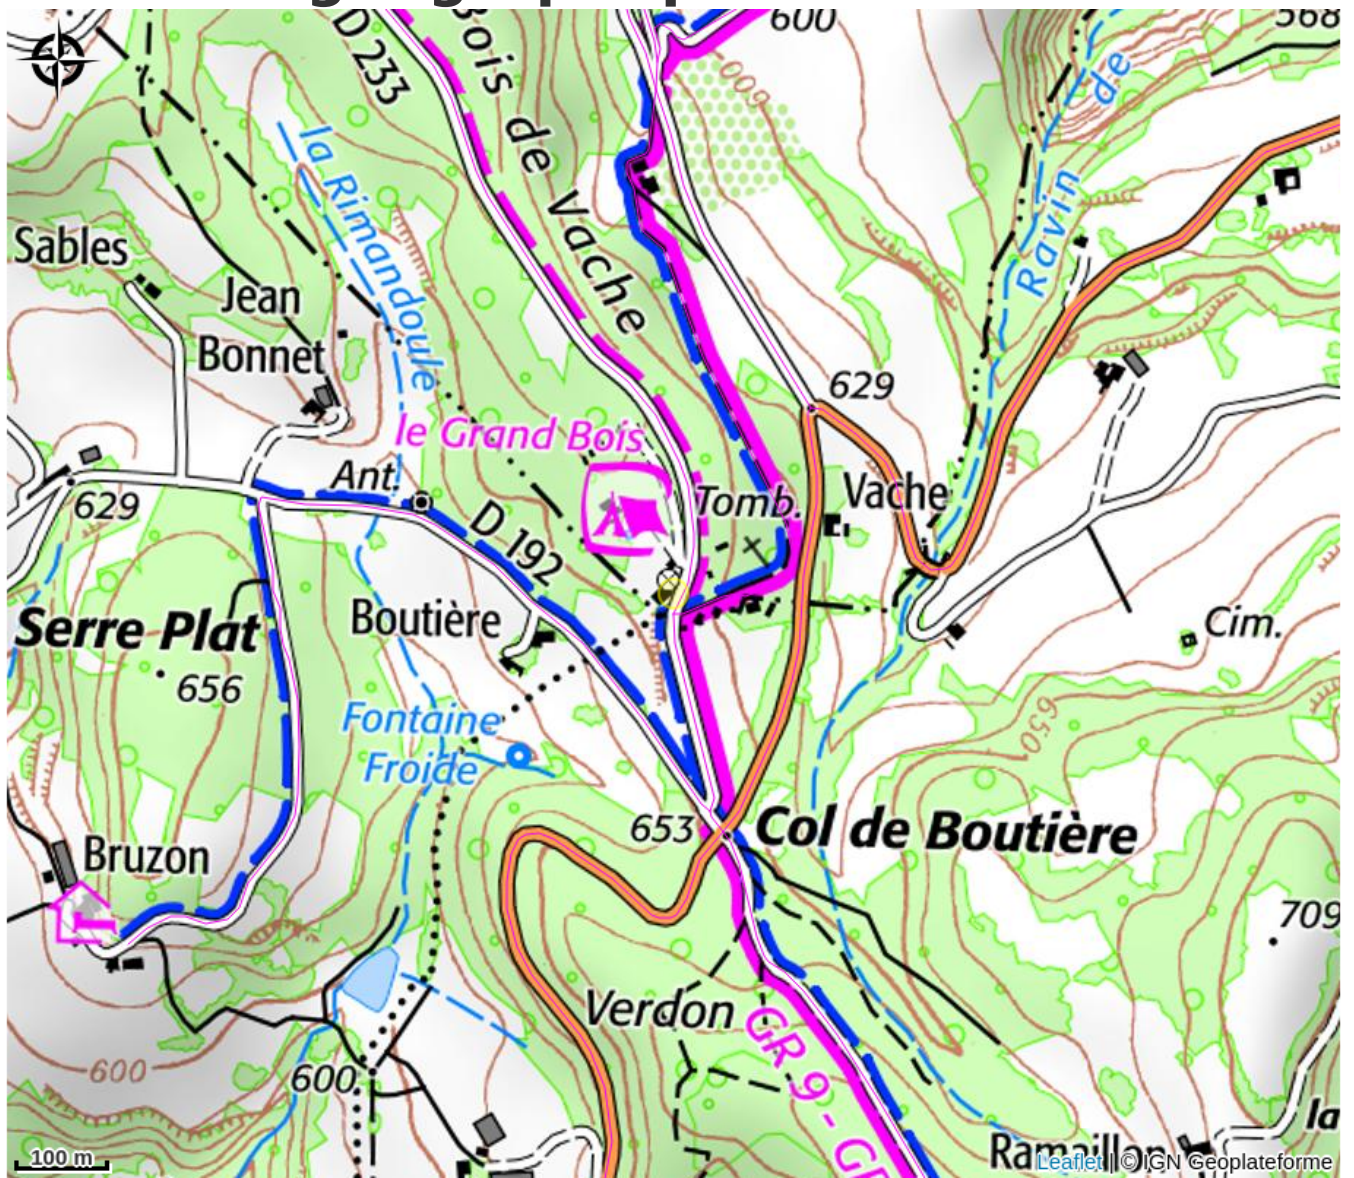 600
568
D 233
Bois de Vache
600
Ravin de
la Rimandoule
Sables
Jean
Bonnet
629
le Grand Bois
Ant.
629
Tomb.
Vache
D 192
Serre Plat
656
Boutière
Cim.
650
Fontaine
Froide
653
Col de Boutière
Bruzon
709
Verdon
GR 9 - GR
600
600
la
Ramaillon
100 m
Leaflet | © IGN Geoplateforme